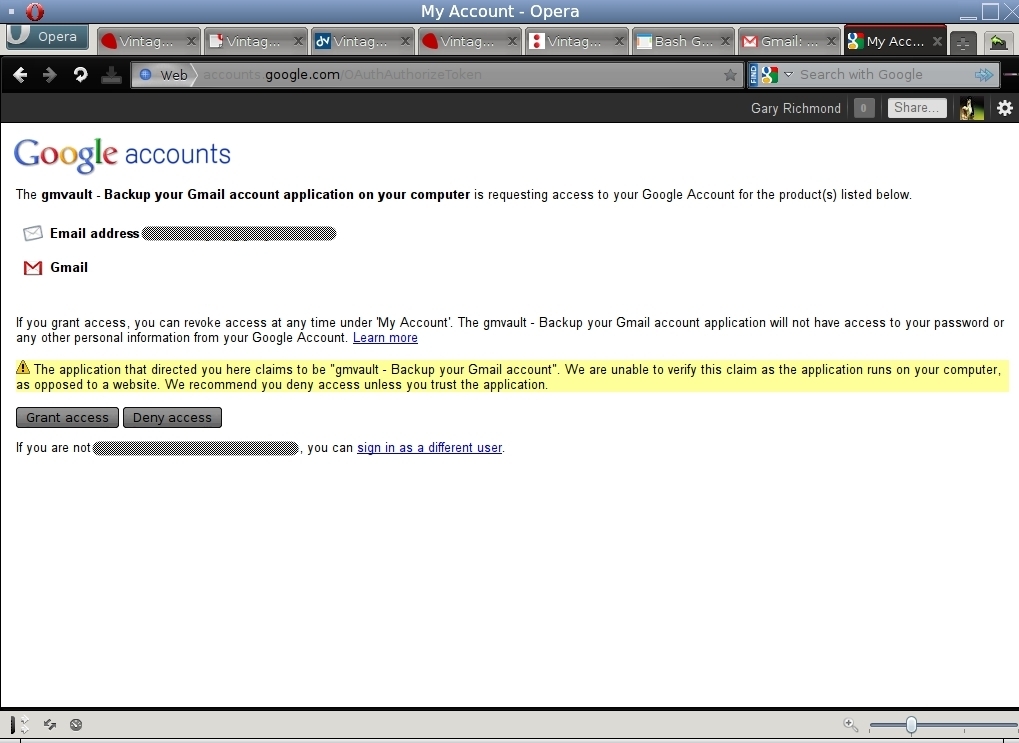 My Account - Opera
Opera
Vintag...
Vintag...
Vintag...
Vintag...
Vintag...
Bash G...
Gmail: ...
My Acc...
Web
accounts.google.com/OAuthAuthorizeToken
FIND
Search with Google
Gary Richmond
0
Share...
Google accounts
The gmvault - Backup your Gmail account application on your computer is requesting access to your Google Account for the product(s) listed below.
Email address
Gmail
If you grant access, you can revoke access at any time under 'My Account'. The gmvault - Backup your Gmail account application will not have access to your password or
any other personal information from your Google Account. Learn more
The application that directed you here claims to be "gmvault - Backup your Gmail account". We are unable to verify this claim as the application runs on your computer,
as opposed to a website. We recommend you deny access unless you trust the application.
Grant access
Deny access
If you are not , you can sign in as a different user.